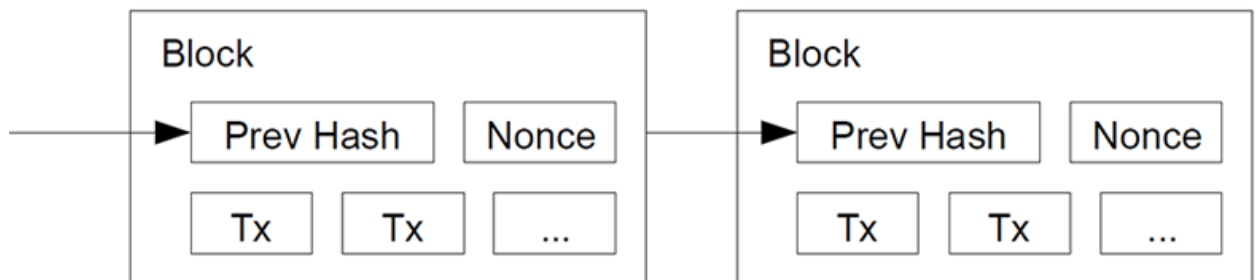 Block
Prev Hash Nonce
Tx Tx ...
Block
Prev Hash Nonce
Tx Tx ...